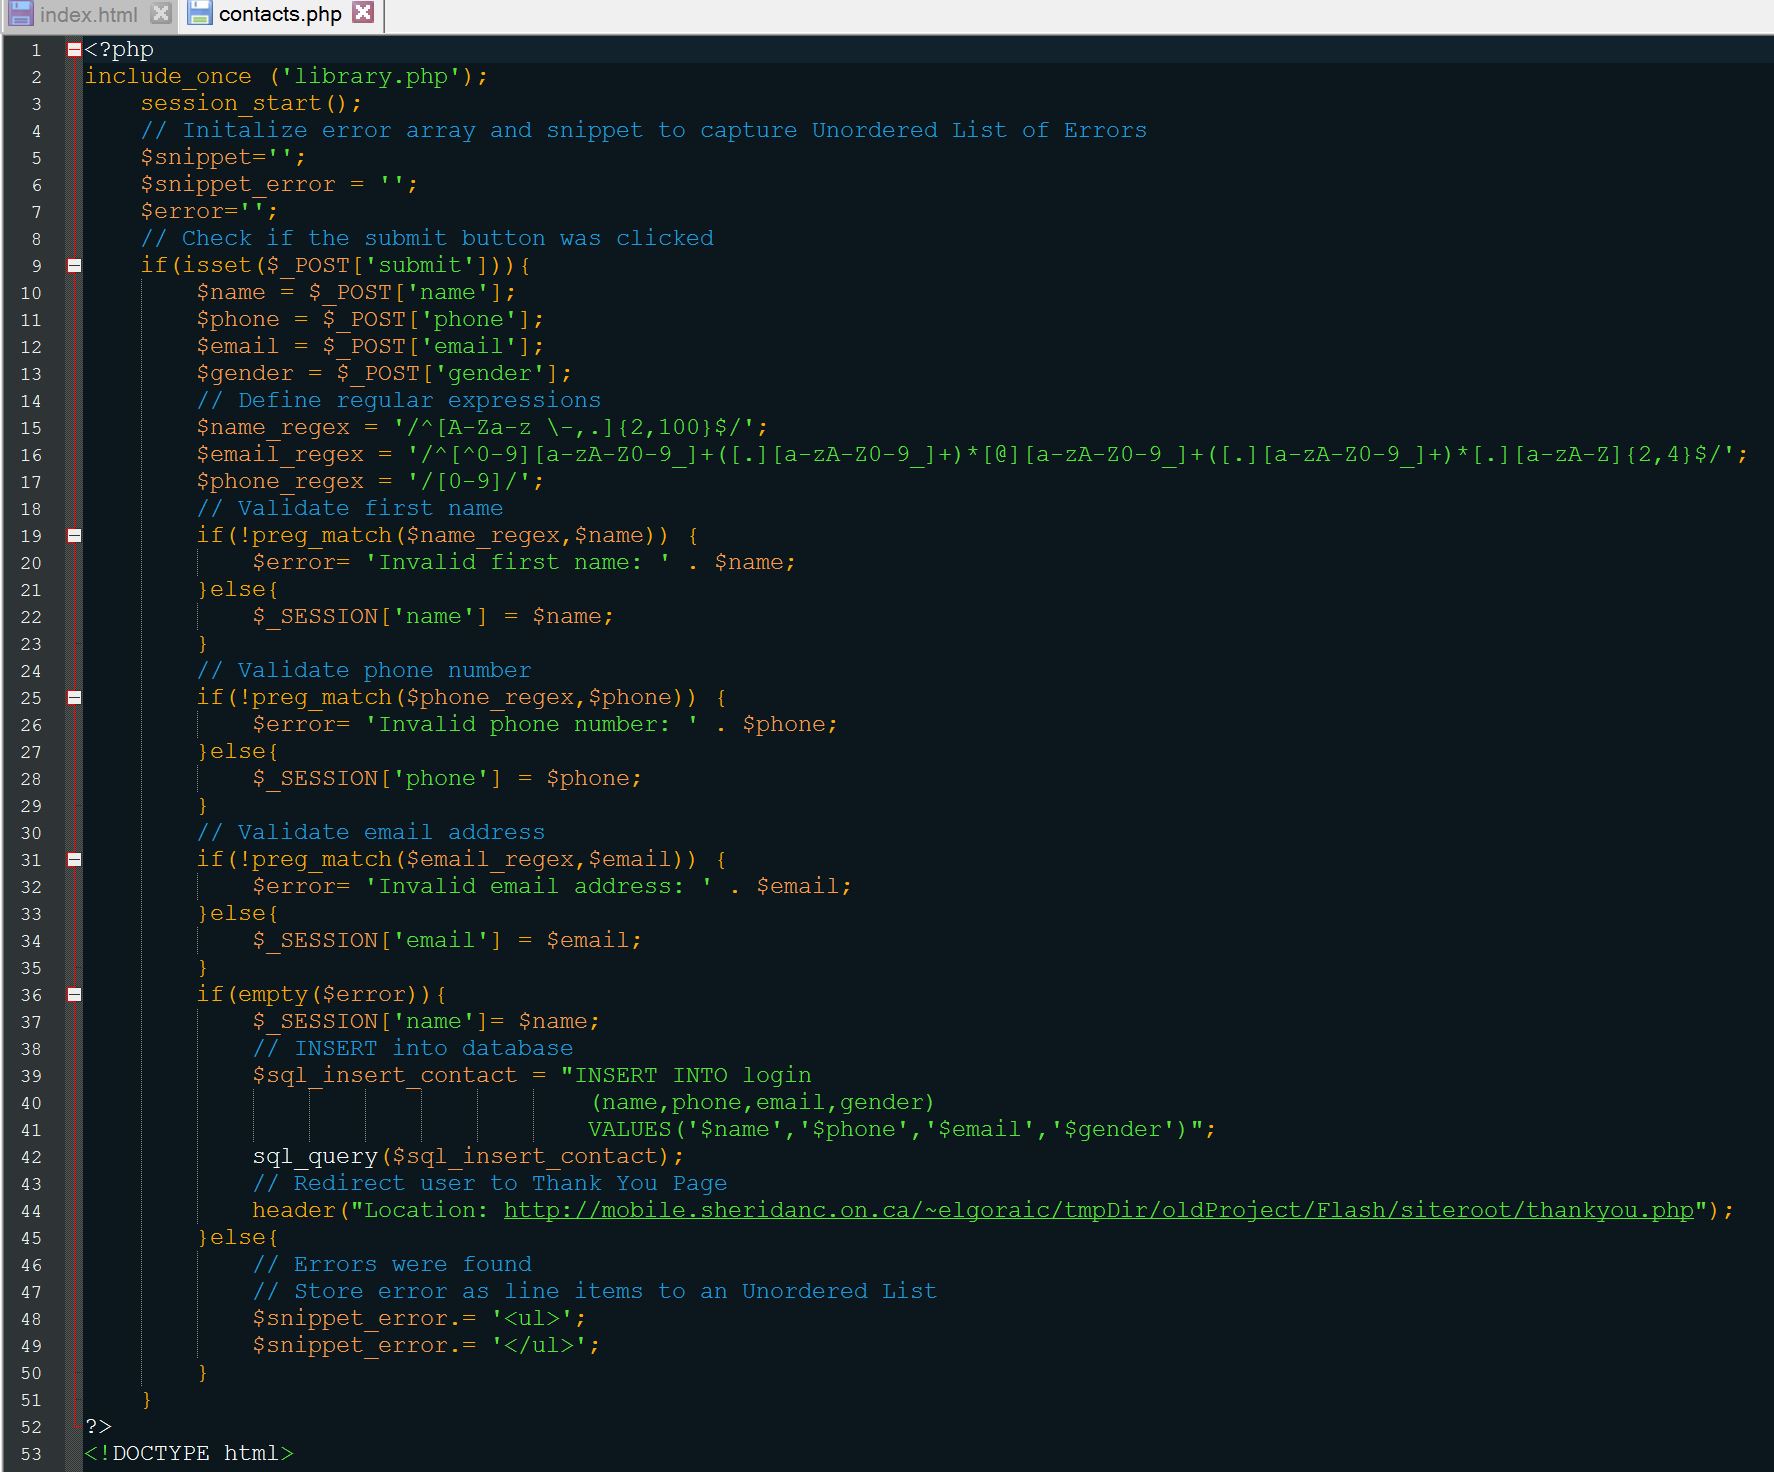 index.html contacts.php
1 <?php
2 include_once ('library.php');
3 session_start();
4 // Initalize error array and snippet to capture Unordered List of Errors
5 $snippet='';
6 $snippet_error = '';
7 $error='';
8 // Check if the submit button was clicked
9 if(isset($_POST['submit'])){
10 $name = $_POST['name'];
11 $phone = $_POST['phone'];
12 $email = $_POST['email'];
13 $gender = $_POST['gender'];
14 // Define regular expressions
15 $name_regex = '/^[A-Za-z \-,.]{2,100}$/';
16 $email_regex = '/^[^0-9][a-zA-Z0-9_]+([.][a-zA-Z0-9_]+)*[@][a-zA-Z0-9_]+([.][a-zA-Z0-9_]+)*[.][a-zA-Z]{2,4}$/';
17 $phone_regex = '/[0-9]/';
18 // Validate first name
19 if(!preg_match($name_regex,$name)) {
20 $error= 'Invalid first name: ' . $name;
21 }else{
22 $_SESSION['name'] = $name;
23 }
24 // Validate phone number
25 if(!preg_match($phone_regex,$phone)) {
26 $error= 'Invalid phone number: ' . $phone;
27 }else{
28 $_SESSION['phone'] = $phone;
29 }
30 // Validate email address
31 if(!preg_match($email_regex,$email)) {
32 $error= 'Invalid email address: ' . $email;
33 }else{
34 $_SESSION['email'] = $email;
35 }
36 if(empty($error)){
37 $_SESSION['name']= $name;
38 // INSERT into database
39 $sql_insert_contact = "INSERT INTO login
40 (name,phone,email,gender)
41 VALUES('$name','$phone','$email','$gender')";
42 sql_query($sql_insert_contact);
43 // Redirect user to Thank You Page
44 header("Location: http://mobile.sheridanc.on.ca/~elgoraic/tmpDir/oldProject/Flash/siteroot/thankyou.php");
45 }else{
46 // Errors were found
47 // Store error as line items to an Unordered List
48 $snippet_error.= '<ul>';
49 $snippet_error.= '</ul>';
50 }
51 }
52 ?>
53 <!DOCTYPE html>